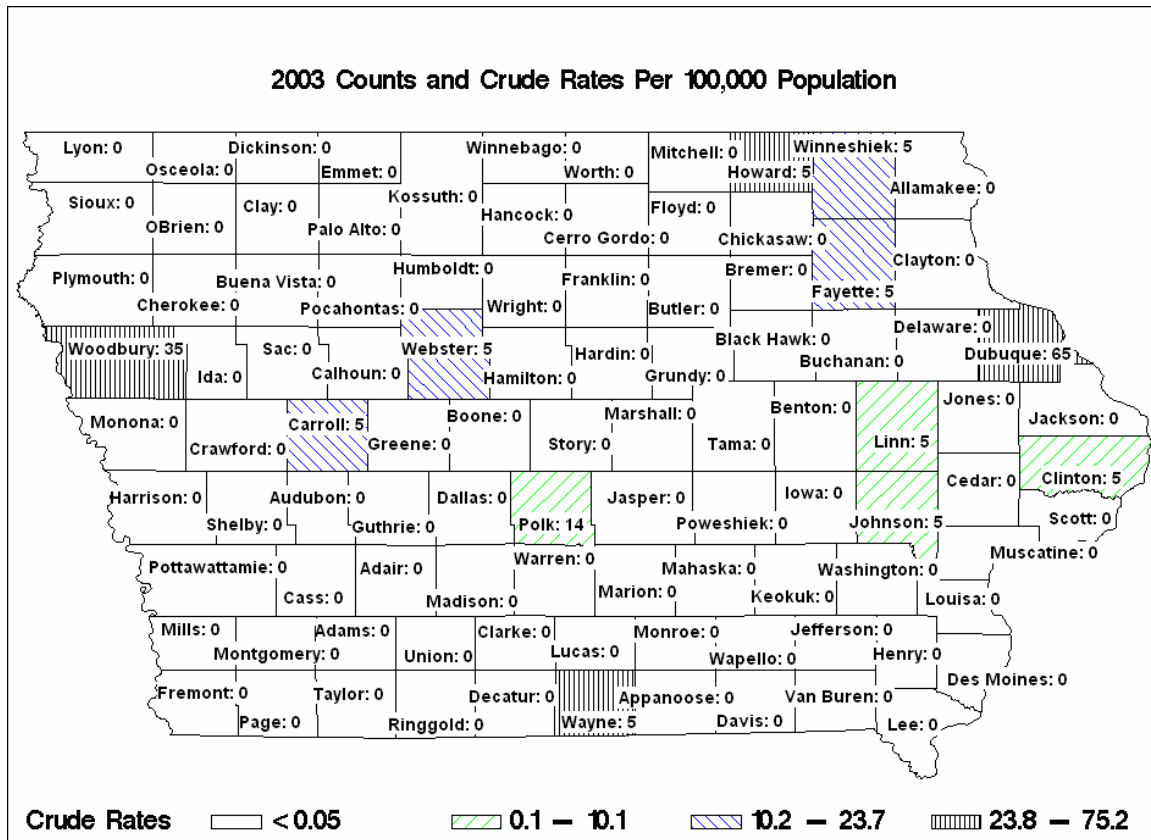 2003 Counts and Crude Rates Per 100,000 Population
Lyon: 0
Dickinson: 0
Winnebago: 0
Mitchell: 0
Winneshiek: 5
Osceola: 0
Emmet: 0
Worth: 0
Howard: 5
Allamakee: 0
Sioux: 0
Clay: 0
Kossuth: 0
Hancock: 0
Floyd: 0
OBrien: 0
Palo Alto: 0
Cerro Gordo: 0
Chickasaw: 0
Clayton: 0
Plymouth: 0
Buena Vista: 0
Humboldt: 0
Franklin: 0
Bremer: 0
Fayette: 5
Cherokee: 0
Pocahontas: 0
Wright: 0
Butler: 0
Black Hawk: 0
Delaware: 0
Woodbury: 35
Sac: 0
Webster: 5
Hardin: 0
Buchanan: 0
Dubuque: 65
Ida: 0
Calhoun: 0
Hamilton: 0
Grundy: 0
Monona: 0
Carroll: 5
Boone: 0
Marshall: 0
Benton: 0
Jones: 0
Jackson: 0
Crawford: 0
Greene: 0
Story: 0
Tama: 0
Linn: 5
Cedar: 0
Clinton: 5
Harrison: 0
Audubon: 0
Dallas: 0
Jasper: 0
Iowa: 0
Shelby: 0
Guthrie: 0
Polk: 14
Poweshiek: 0
Johnson: 5
Scott: 0
Muscatine: 0
Pottawattamie: 0
Adair: 0
Warren: 0
Mahaska: 0
Washington: 0
Cass: 0
Madison: 0
Marion: 0
Keokuk: 0
Louisa: 0
Mills: 0
Adams: 0
Clarke: 0
Monroe: 0
Jefferson: 0
Montgomery: 0
Union: 0
Lucas: 0
Wapello: 0
Henry: 0
Des Moines: 0
Fremont: 0
Taylor: 0
Decatur: 0
Appanoose: 0
Van Buren: 0
Page: 0
Ringgold: 0
Wayne: 5
Davis: 0
Lee: 0
Crude Rates < 0.05 0.1 – 10.1 10.2 – 23.7 23.8 – 75.2